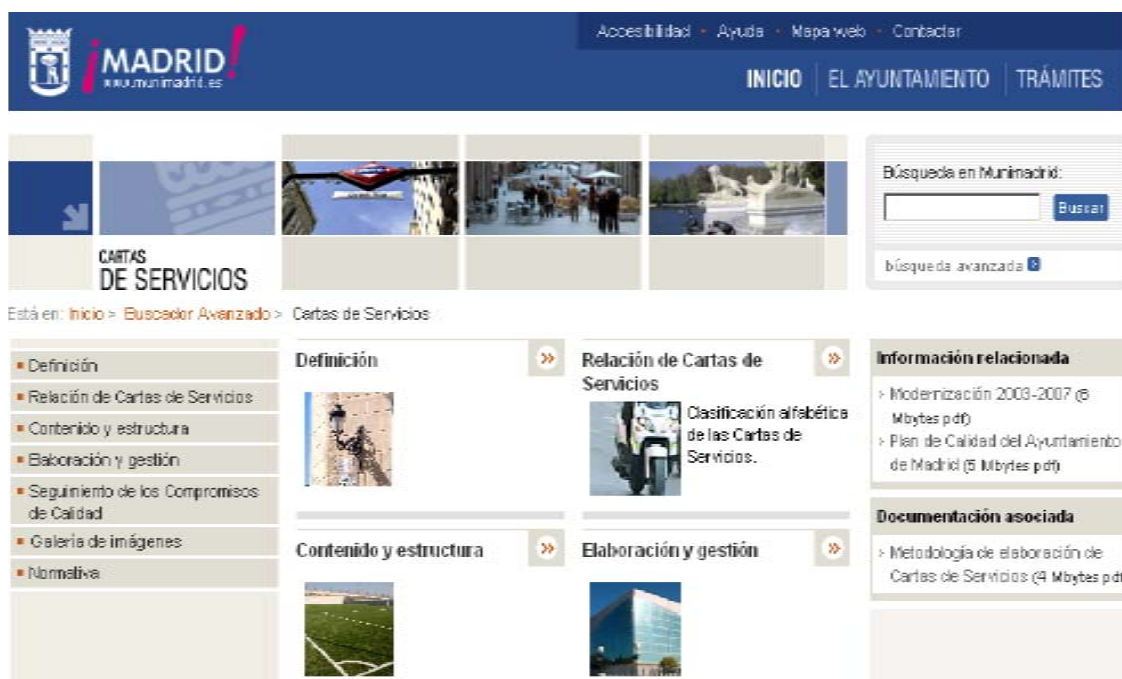 Accesibilidad - Ayuda - Mapa web - Contactar
¡MADRID!
www.munimadrid.es
INICIO | EL AYUNTAMIENTO | TRÁMITES
CARTAS
DE SERVICIOS
Búsqueda en Munimadrid:
Buscar
búsqueda avanzada
Está en: Inicio > Buscador Avanzado > Cartas de Servicios
Definición
Relación de Cartas de Servicios
Contenido y estructura
Elaboración y gestión
Seguimiento de los Compromisos
de Calidad
Galería de imágenes
Normativa
Definición
Relación de Cartas de
Servicios
Clasificación alfabética
de las Cartas de
Servicios.
Contenido y estructura
Elaboración y gestión
Información relacionada
> Modernización 2003-2007 (6
Mbytes pdf)
> Plan de Calidad del Ayuntamiento
de Madrid (5 Mbytes pdf)
Documentación asociada
> Metodología de elaboración de
Cartas de Servicios (4 Mbytes pdf